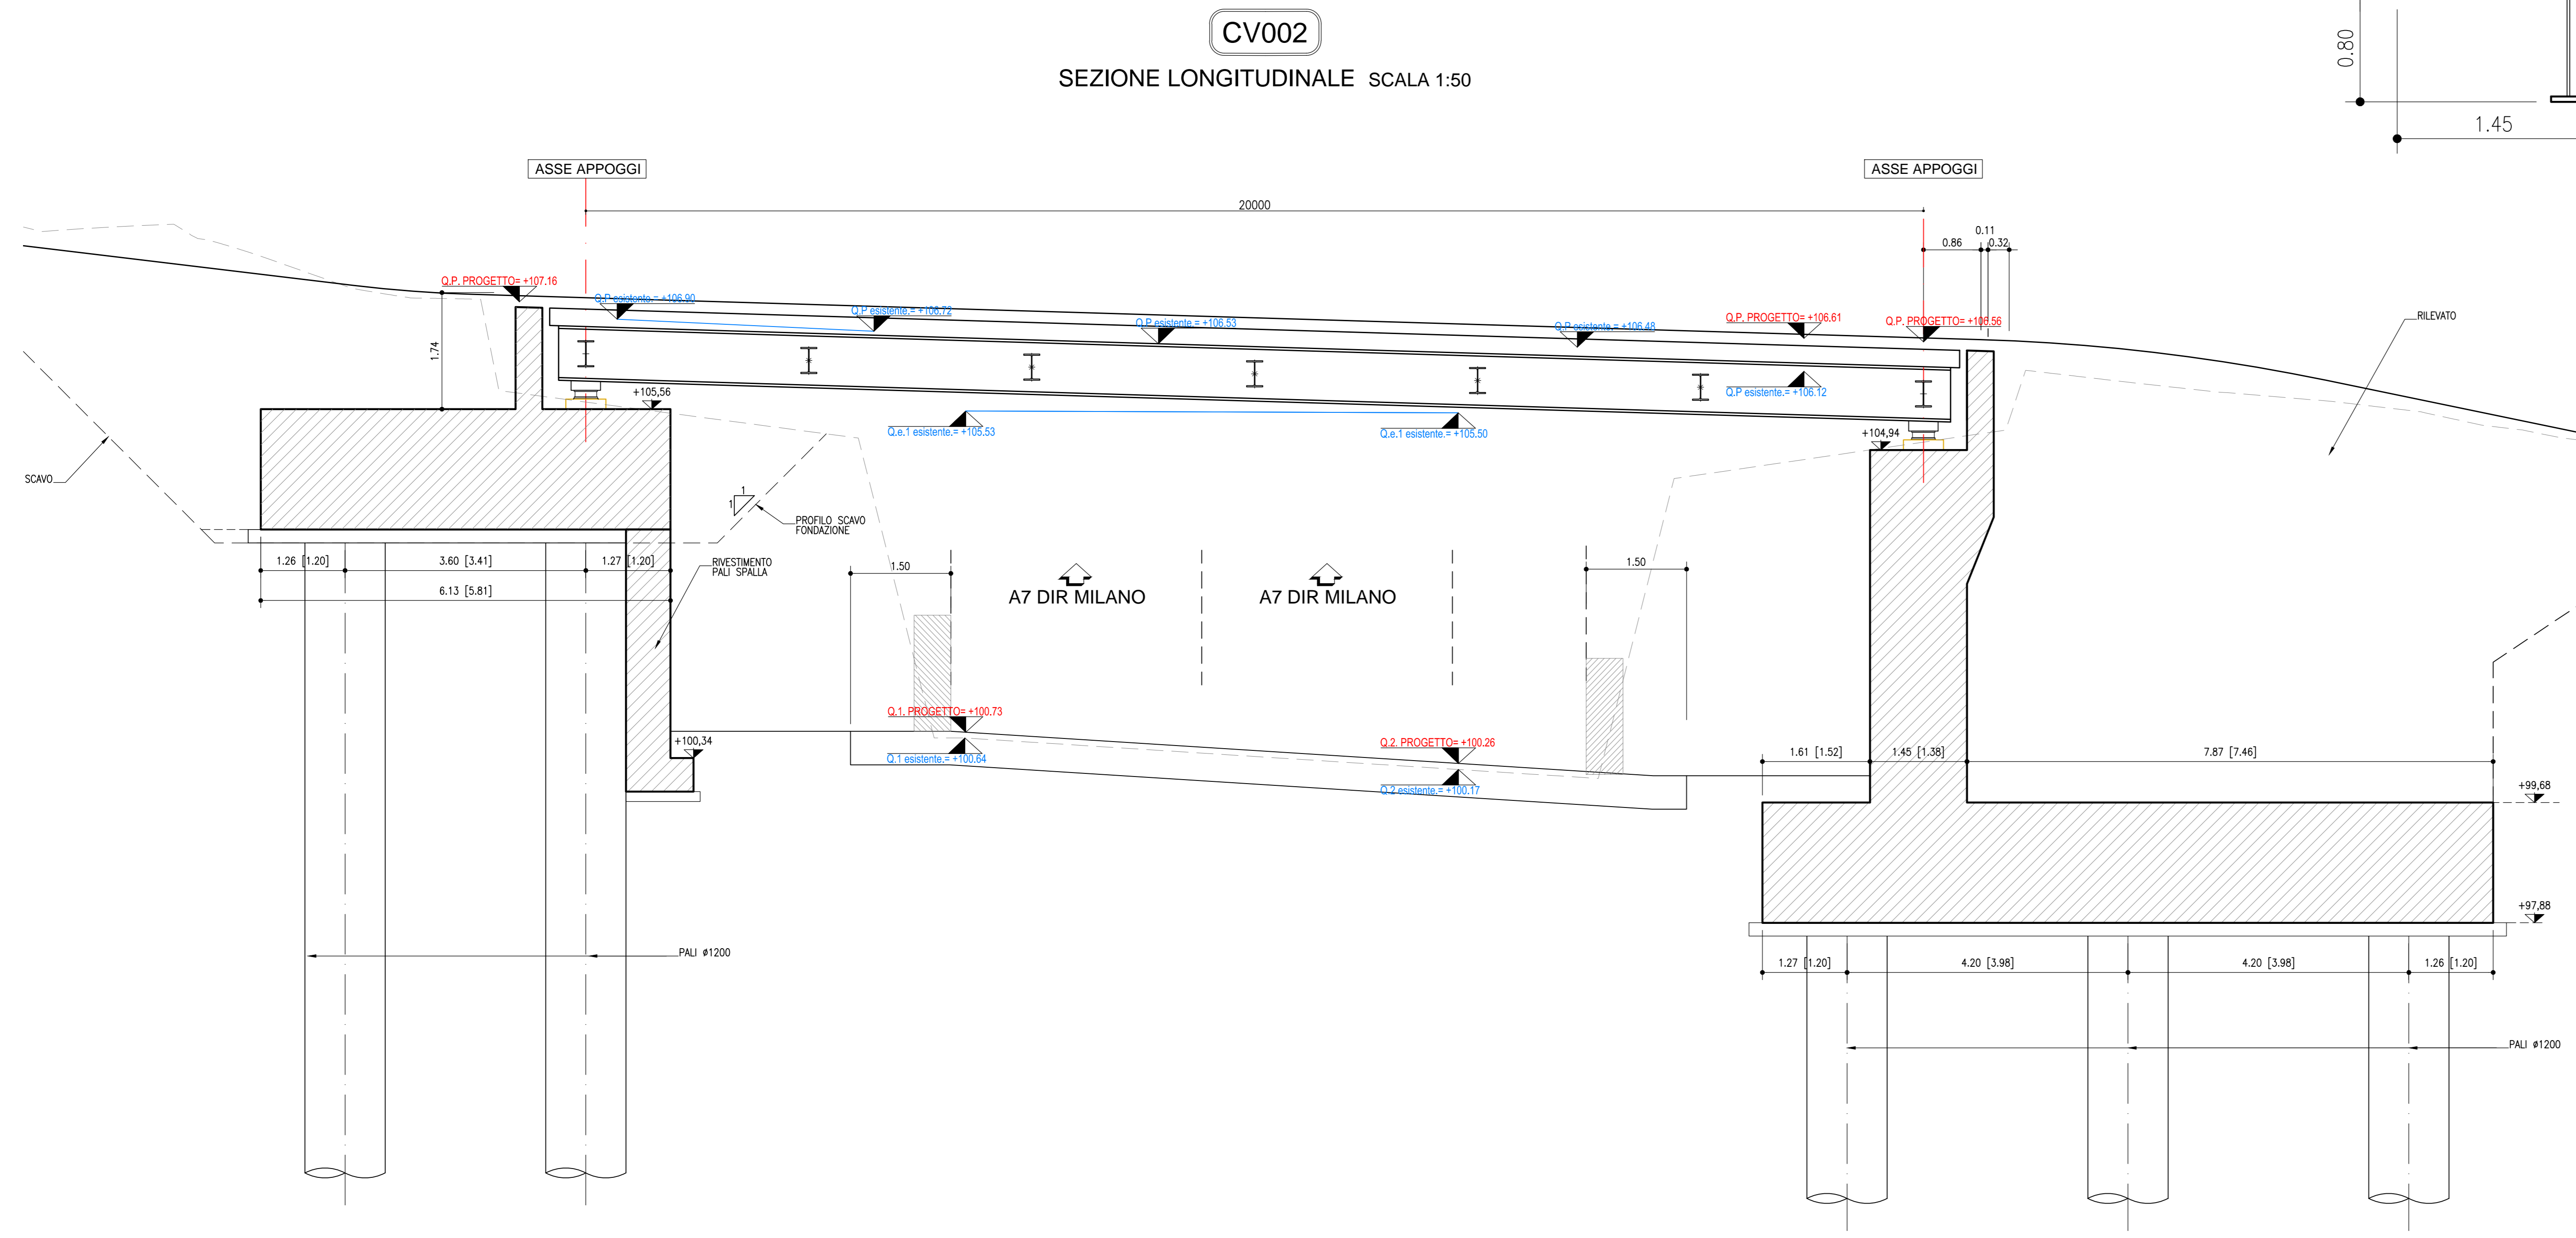 CV002
SEZIONE LONGITUDINALE SCALA 1:50
0.80
1.45
ASSE APPOGGI
ASSE APPOGGI
20000
0.11
0.86
0.32
Q.P. PROGETTO= +107.16
Q.P esistente.= +106.90
Q.P esistente.= +106.72
Q.P esistente.= +106.53
Q.P esistente.= +106.48
Q.P. PROGETTO= +106.61
Q.P. PROGETTO= +106.56
RILEVATO
1.74
+105,56
Q.P esistente.= +106.12
Q.e.1 esistente.= +105.53
Q.e.1 esistente.= +105.50
+104,94
SCAVO
1
1
PROFILO SCAVO
FONDAZIONE
1.26 [1.20]
3.60 [3.41]
1.27 [1.20]
RIVESTIMENTO
PALI SPALLA
1.50
1.50
6.13 [5.81]
A7 DIR MILANO
A7 DIR MILANO
Q.1. PROGETTO= +100.73
+100,34
Q.1 esistente.= +100.64
Q.2. PROGETTO= +100.26
Q.2 esistente.= +100.17
1.61 [1.52]
1.45 [1.38]
7.87 [7.46]
+99,68
+97,88
PALI ø1200
1.27 [1.20]
4.20 [3.98]
4.20 [3.98]
1.26 [1.20]
PALI ø1200